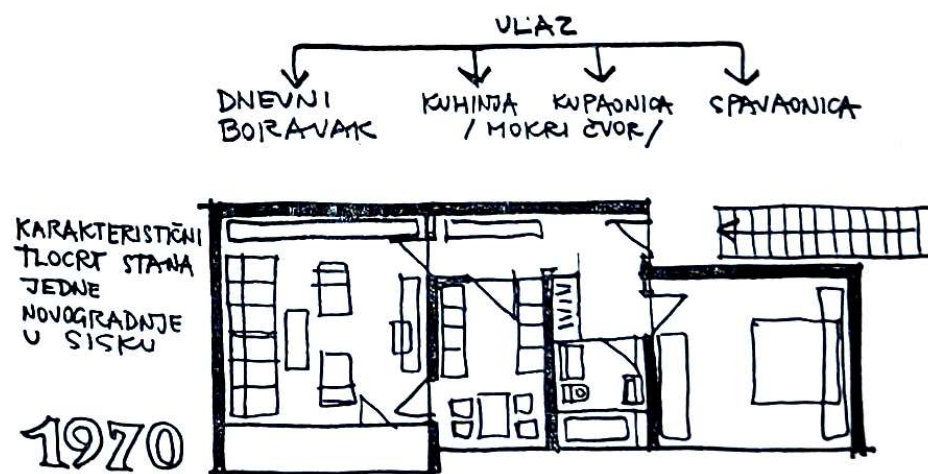 ULAZ
DNEVNI BORAVAK
KUHINJA KUPAONICA
/ MOKRI ČVOR /
SPAVAONICA
KARAKTERISTIČNI
TLOCRT STANA
JEDNE
NOVOGRADNJE
U SISKU
1970